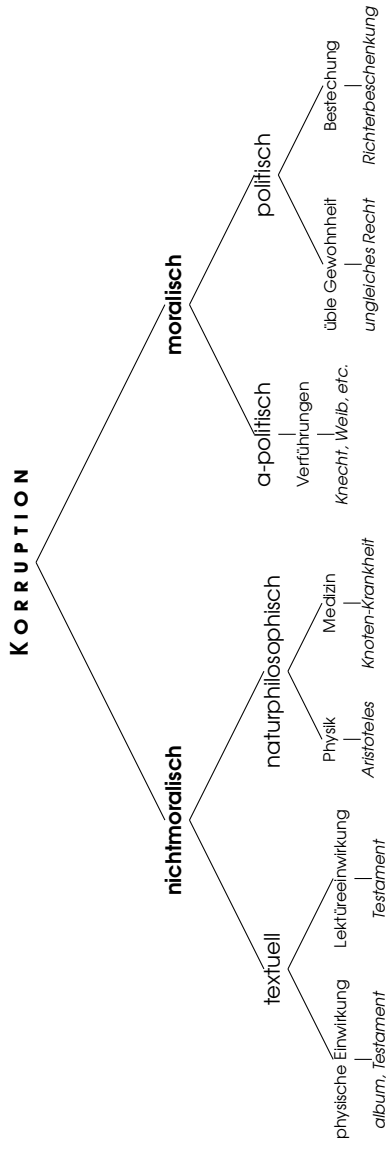 KORRUPTION
nichtmoralisch moralisch
textuell naturphilosophisch a-politisch politisch
physische Einwirkung Lektüreeinwirkung Physik Medizin Verführungen üble Gewohnheit Bestechung
album, Testament Testament Aristoteles Knoten-Krankheit Knecht, Weib, etc. ungleiches Recht Richterbeschenkung